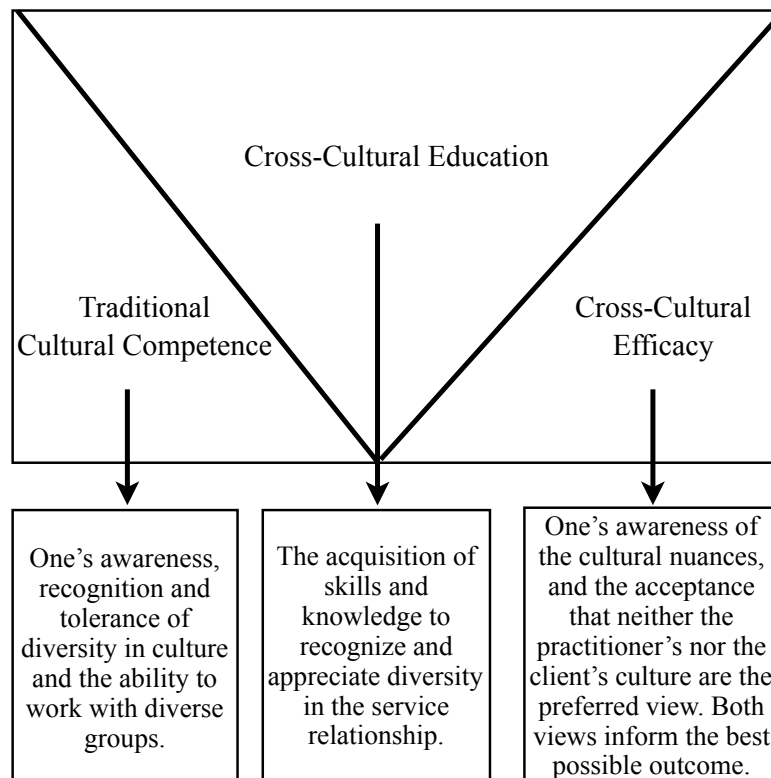 Cross-Cultural Education
Traditional
Cultural Competence
Cross-Cultural
Efficacy
One’s awareness,
recognition and
tolerance of
diversity in culture
and the ability to
work with diverse
groups.
The acquisition of
skills and
knowledge to
recognize and
appreciate diversity
in the service
relationship.
One’s awareness of
the cultural nuances,
and the acceptance
that neither the
practitioner’s nor the
client’s culture are the
preferred view. Both
views inform the best
possible outcome.